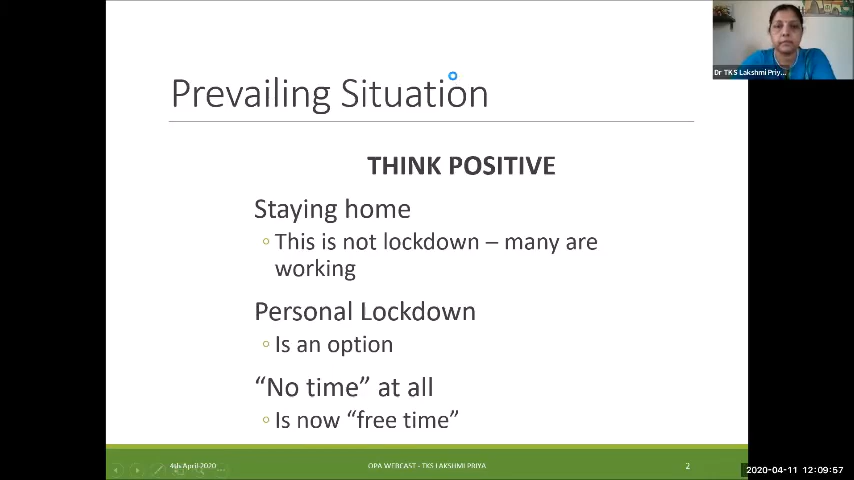 Dr TKS Lakshmi Priy...
Prevailing Situation
THINK POSITIVE
Staying home
This is not lockdown – many are
working
Personal Lockdown
Is an option
“No time” at all
Is now “free time”
4th April 2020
OPA WEBCAST - TKS LAKSHMI PRIYA
2
2020-04-11 12:09:57